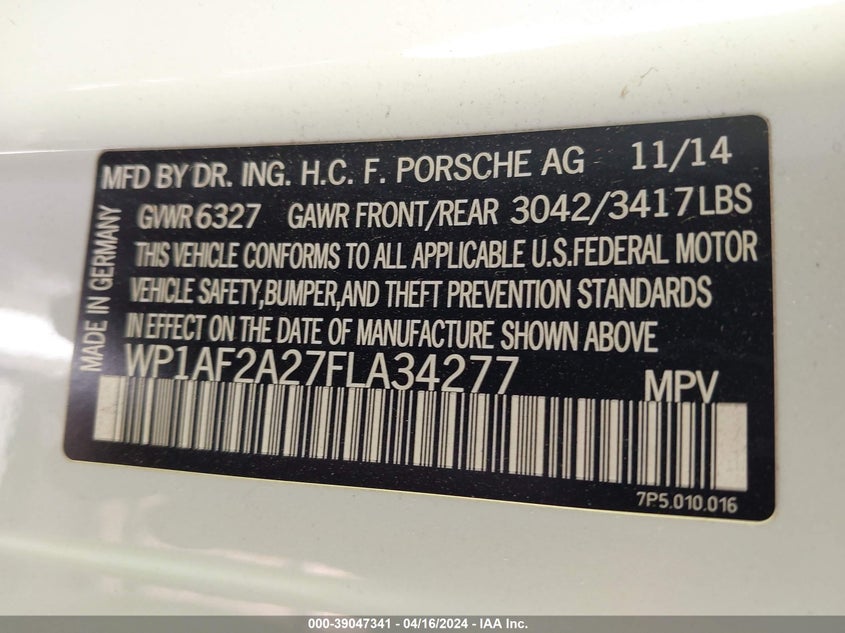 MFD BY DR. ING. H.C. F. PORSCHE AG 11/14
GVWR 6327 GAWR FRONT/REAR 3042/3417LBS
THIS VEHICLE CONFORMS TO ALL APPLICABLE U.S.FEDERAL MOTOR
VEHICLE SAFETY,BUMPER,AND THEFT PREVENTION STANDARDS
IN EFFECT ON THE DATE OF MANUFACTURE SHOWN ABOVE.
WP1AF2A27FLA34277 MPV
MADE IN GERMANY
7P5.010.016
000-39047341 - 04/16/2024 - IAA Inc.